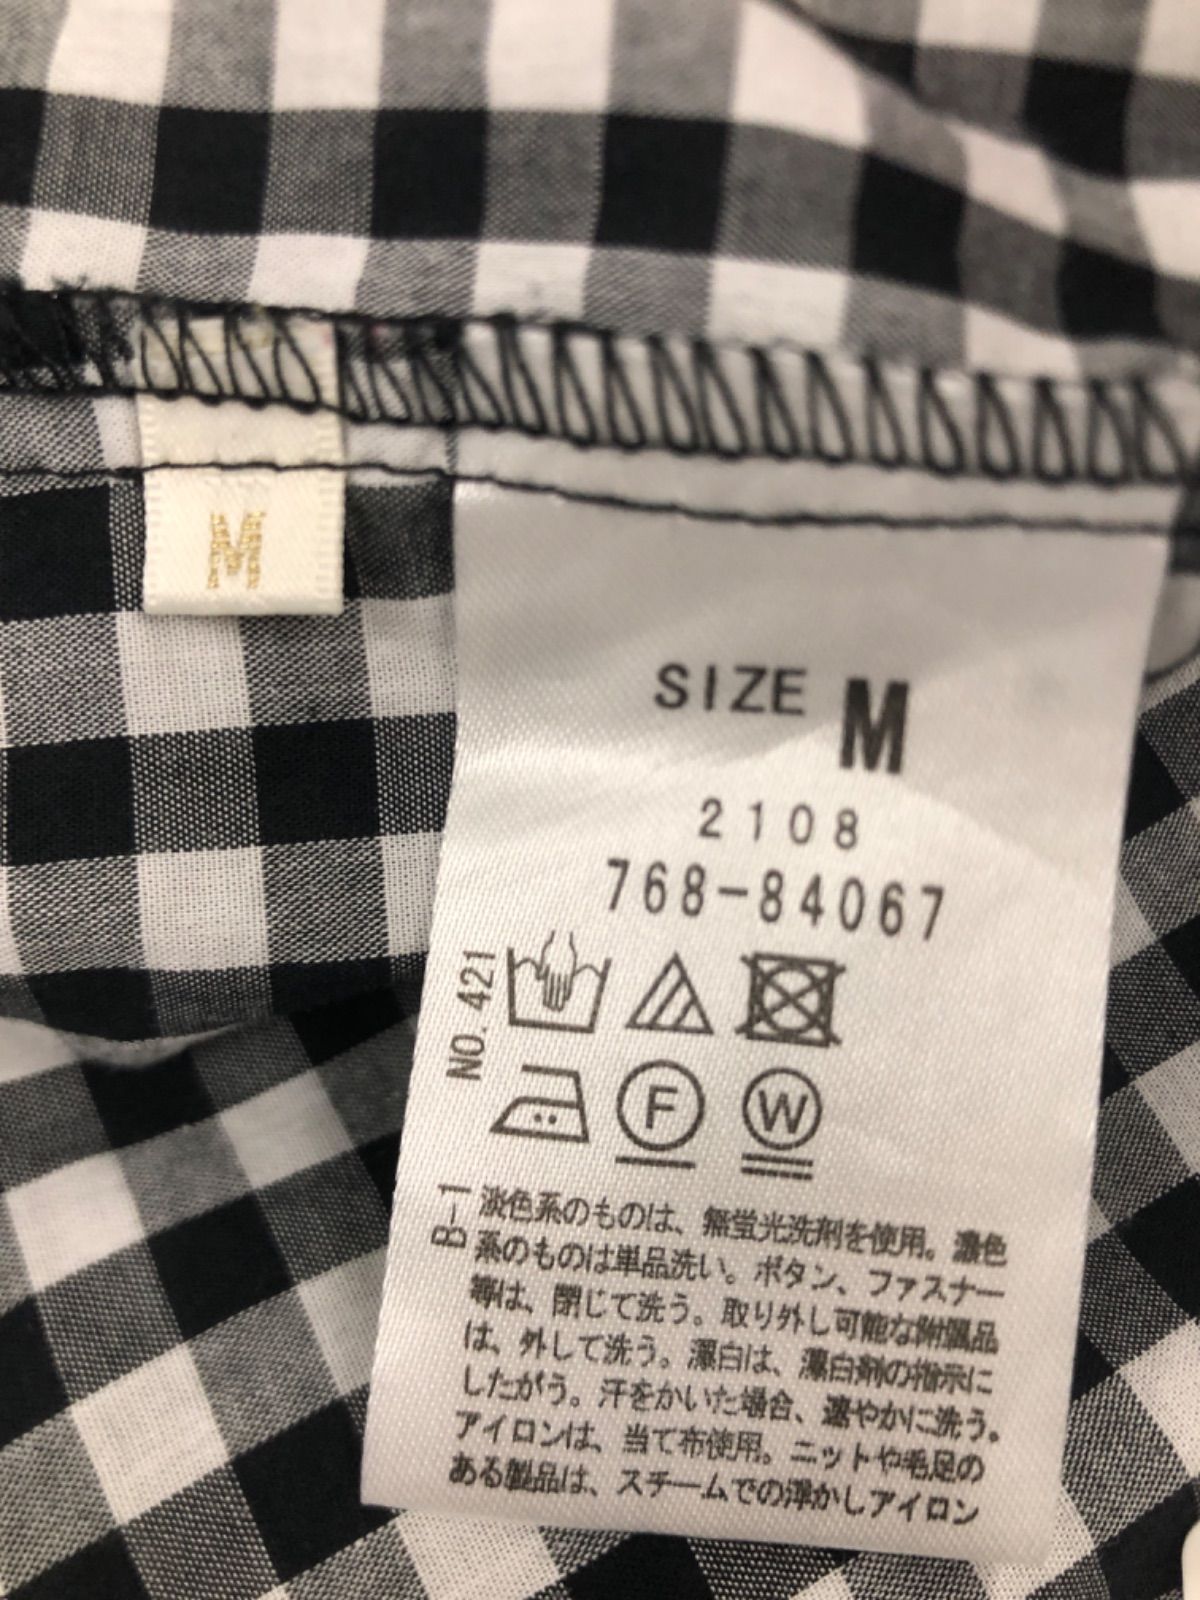 M
SIZE M
2108
768-84067
NO. 421
F W
B-1
淡色系のものは、無蛍光洗剤を使用。濃色
系のものは単品洗い。ボタン、ファスナー
等は、閉じて洗う。取り外し可能な附属品
は、外して洗う。漂白は、漂白剤の指示に
したがう。汗をかいた場合、速やかに洗う。
アイロンは、当て布使用。ニットや毛足の
ある製品は、スチームでの浮かしアイロン